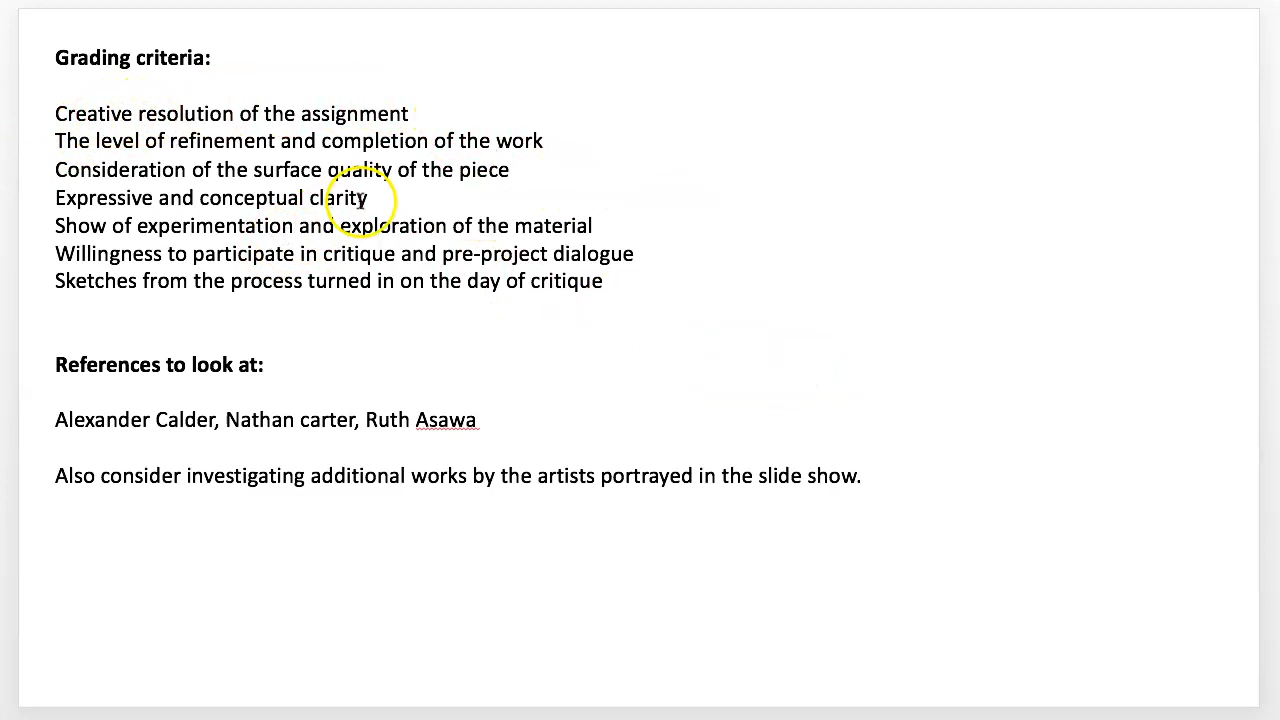 Grading criteria:
Creative resolution of the assignment
The level of refinement and completion of the work
Consideration of the surface quality of the piece
Expressive and conceptual clarity
Show of experimentation and exploration of the material
Willingness to participate in critique and pre-project dialogue
Sketches from the process turned in on the day of critique
References to look at:
Alexander Calder, Nathan carter, Ruth Asawa
Also consider investigating additional works by the artists portrayed in the slide show.